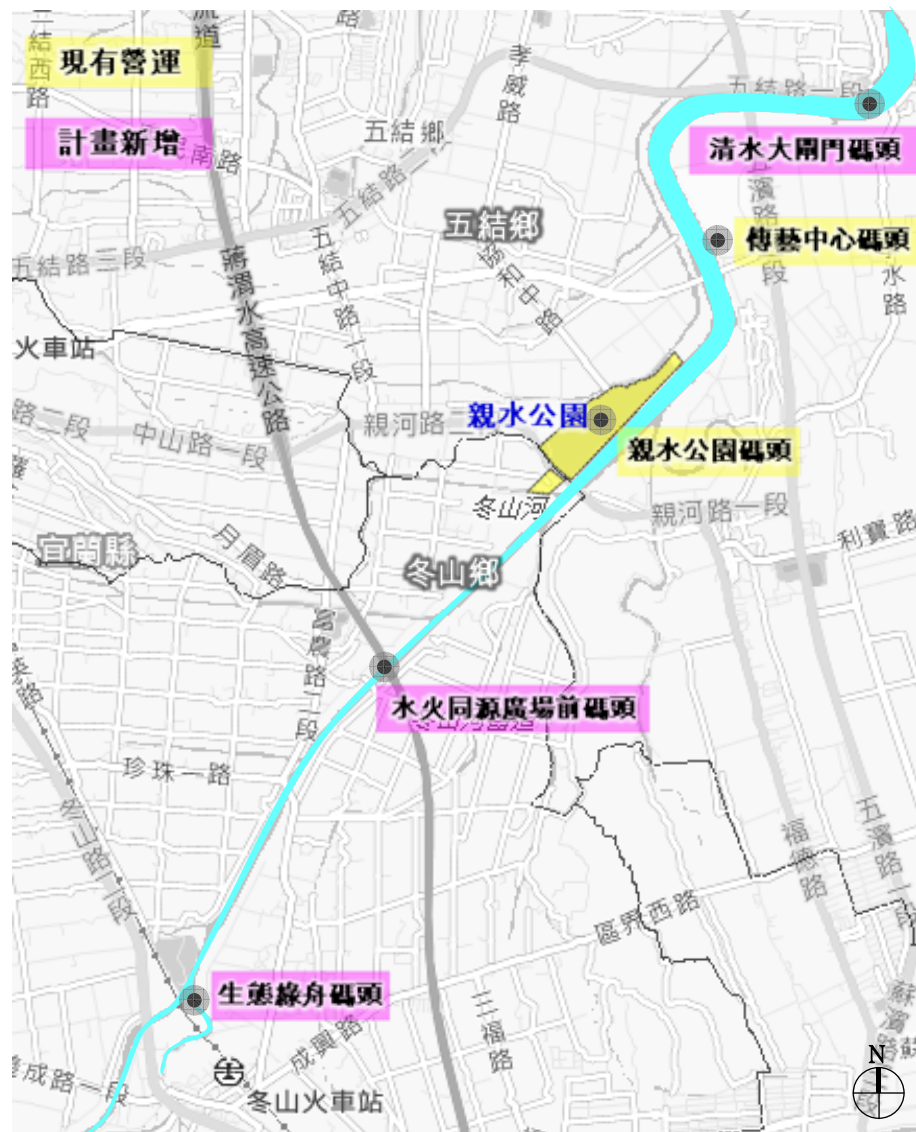 現有營運
計畫新增
孝威路
五結路一段
五結鄉
五結路二
清水大閘門碼頭
五結鄉
傳藝中心碼頭
五結路三段
五結中路一段
協和中路
蔣渭水高速公路
火車站
路二段
中山路一段
親河路二
親水公園
親水公園碼頭
冬山河
親河路一段
利寶路
宜蘭縣
月眉路
冬山鄉
水火同源廣場前碼頭
珍珠一路
冬山路二段
福德路
五濱路一段
區界西路
生態綠舟碼頭
成興路
三福路
成路一段
冬山火車站
N